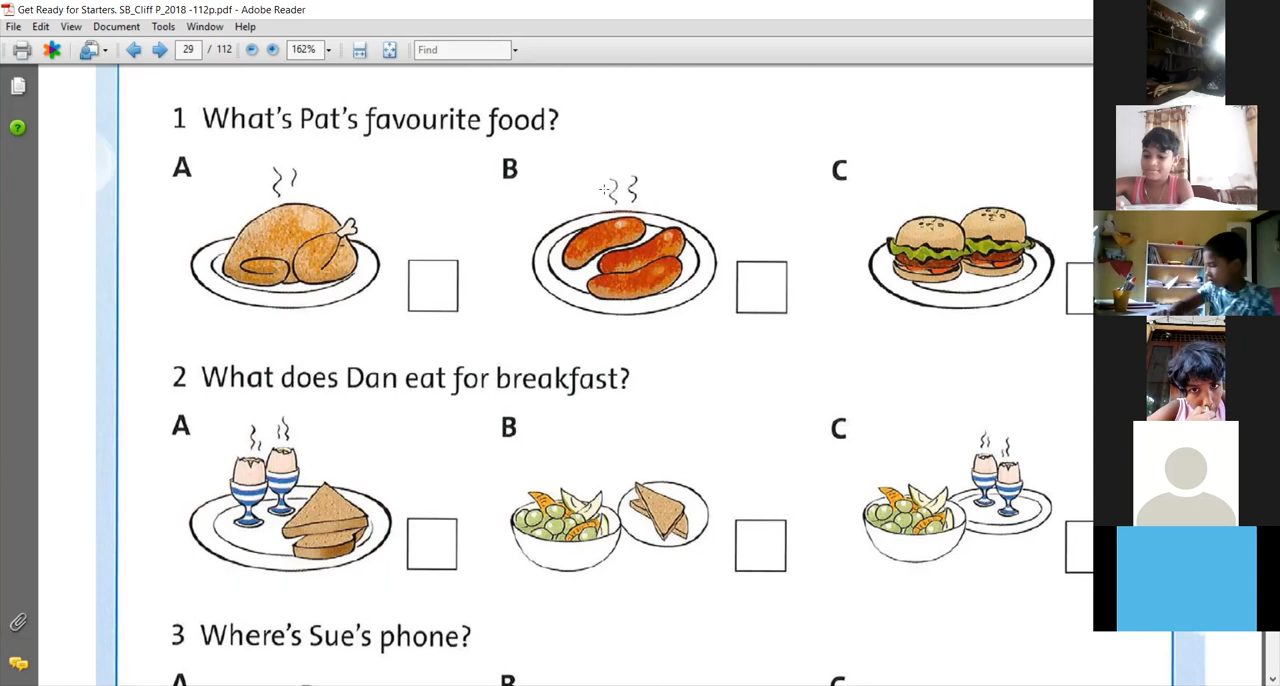 Get Ready for Starters. SB_Cliff P_2018 -112p.pdf - Adobe Reader
File Edit View Document Tools Window Help
29 / 112 162% Find
1 What's Pat's favourite food?
A B C
2 What does Dan eat for breakfast?
A B C
3 Where's Sue's phone?
A B C